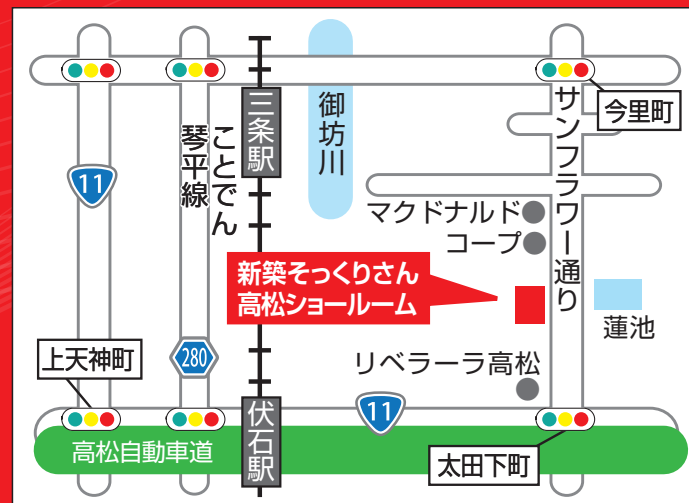 三条駅
御坊川
サンフラワー通り
今里町
ことでん
琴平線
11
マクドナルド
コープ
新築そっくりさん
高松ショールーム
蓮池
上天神町
280
リベラーラ高松
11
伏石駅
高松自動車道
太田下町